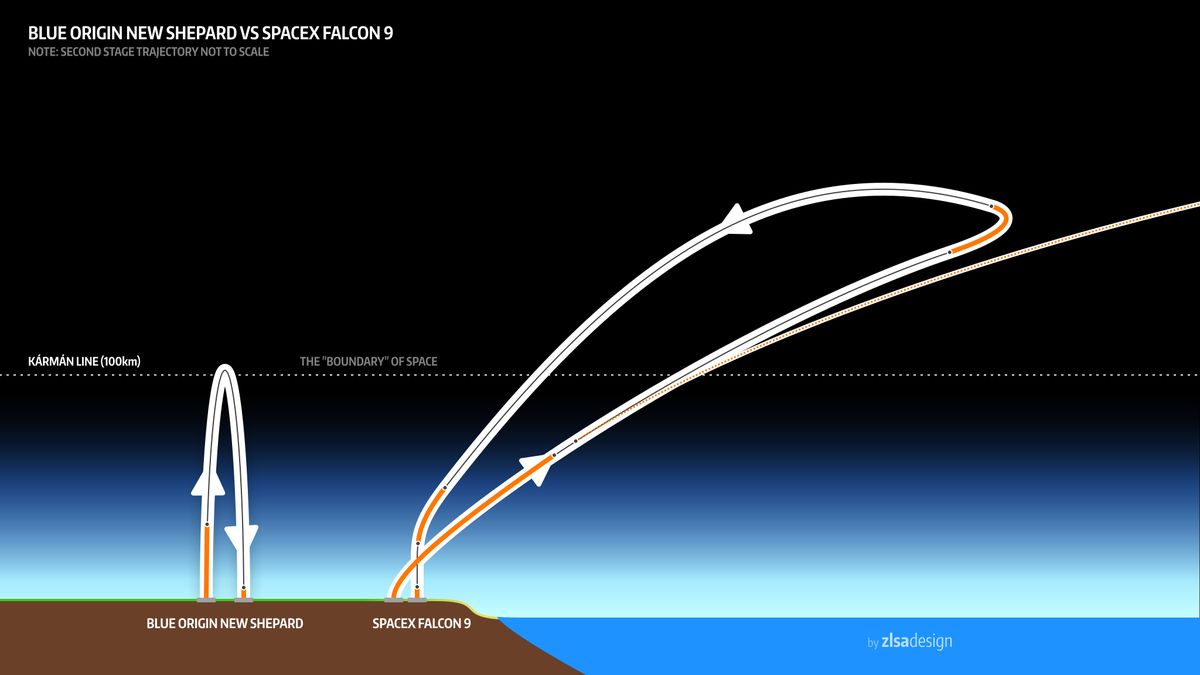 BLUE ORIGIN NEW SHEPARD VS SPACEX FALCON 9
NOTE: SECOND STAGE TRAJECTORY NOT TO SCALE
KÁRMÁN LINE (100km)
THE "BOUNDARY" OF SPACE
BLUE ORIGIN NEW SHEPARD
SPACEX FALCON 9
by zlsadesign